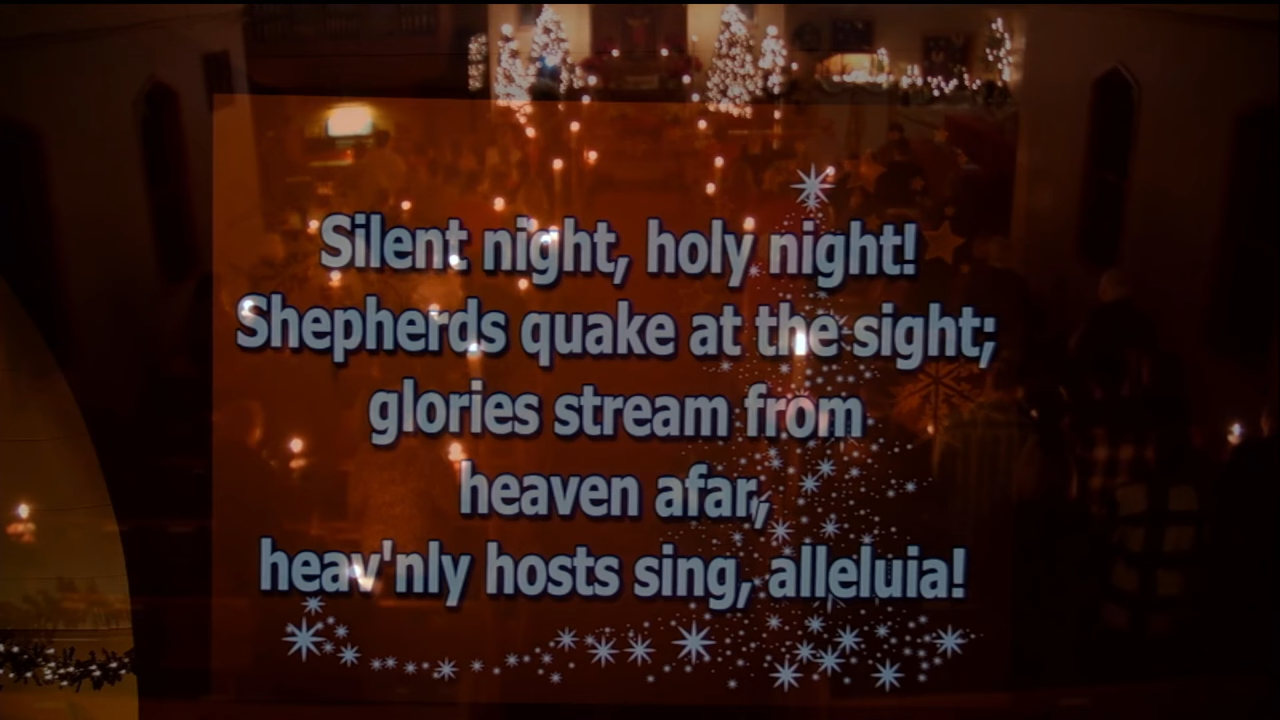 Silent night, holy night!
Shepherds quake at the sight;
glories stream from
heaven afar,
heav'nly hosts sing, alleluia!